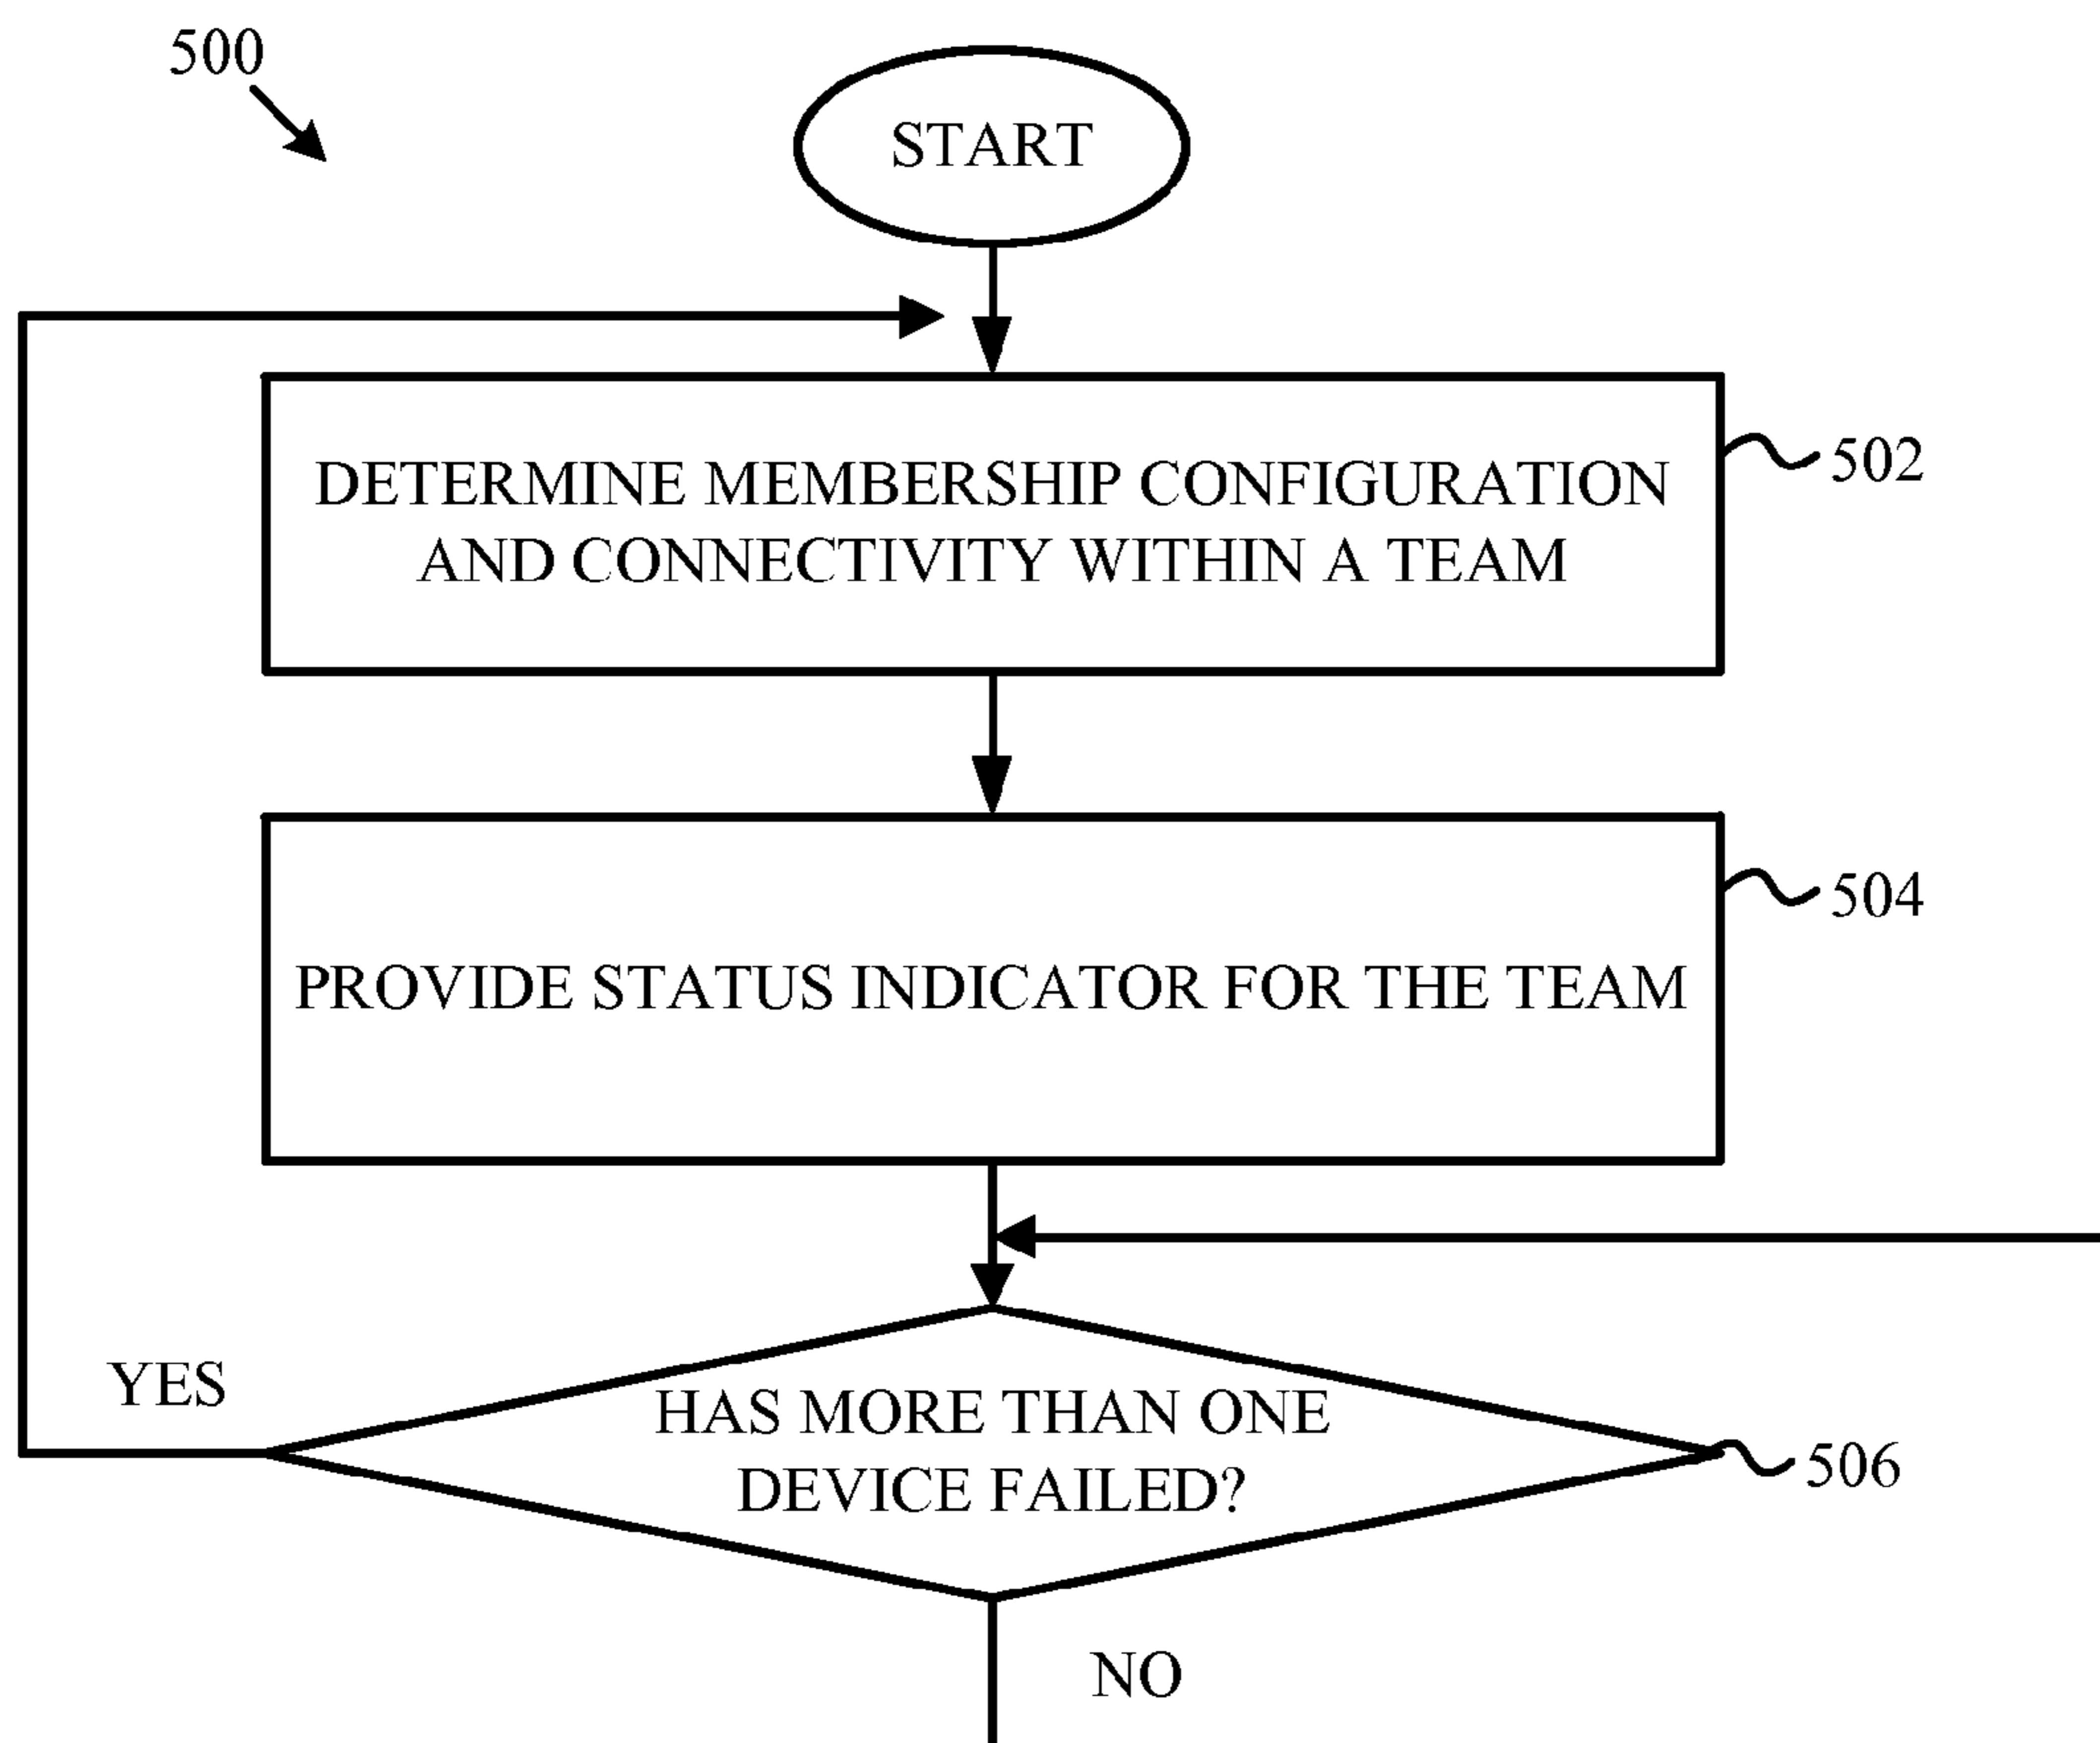 500
START
DETERMINE MEMBERSHIP CONFIGURATION
AND CONNECTIVITY WITHIN A TEAM
502
PROVIDE STATUS INDICATOR FOR THE TEAM
504
YES
HAS MORE THAN ONE
DEVICE FAILED?
506
NO